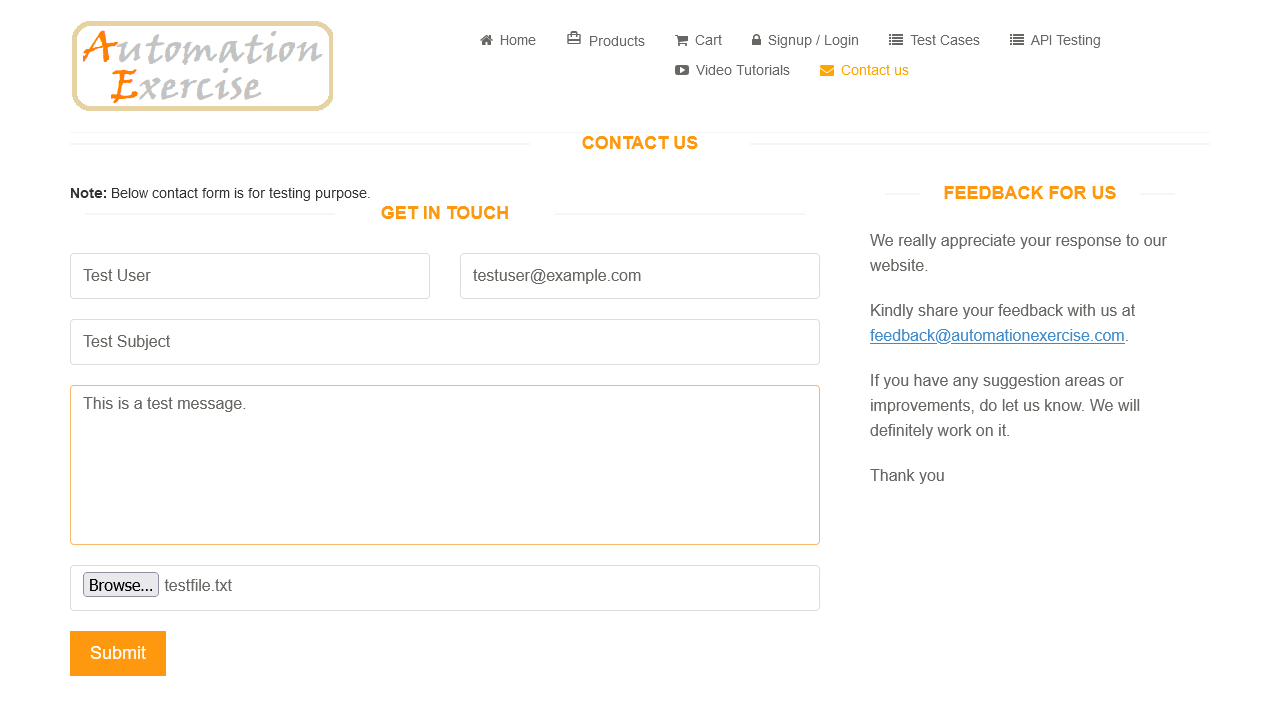 Automation
Exercise
Home
Products
Cart
Signup / Login
Test Cases
API Testing
Video Tutorials
Contact us
CONTACT US
Note: Below contact form is for testing purpose.
GET IN TOUCH
Test User
testuser@example.com
Test Subject
This is a test message.
Browse... testfile.txt
Submit
FEEDBACK FOR US
We really appreciate your response to our
website.
Kindly share your feedback with us at
feedback@automationexercise.com.
If you have any suggestion areas or
improvements, do let us know. We will
definitely work on it.
Thank you